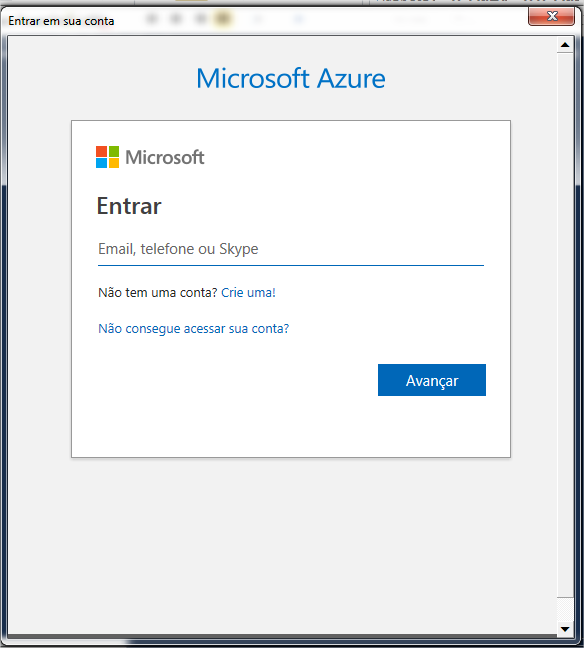 Entrar em sua conta
Microsoft Azure
Microsoft
Entrar
Email, telefone ou Skype
Não tem uma conta? Crie uma!
Não consegue acessar sua conta?
Avançar